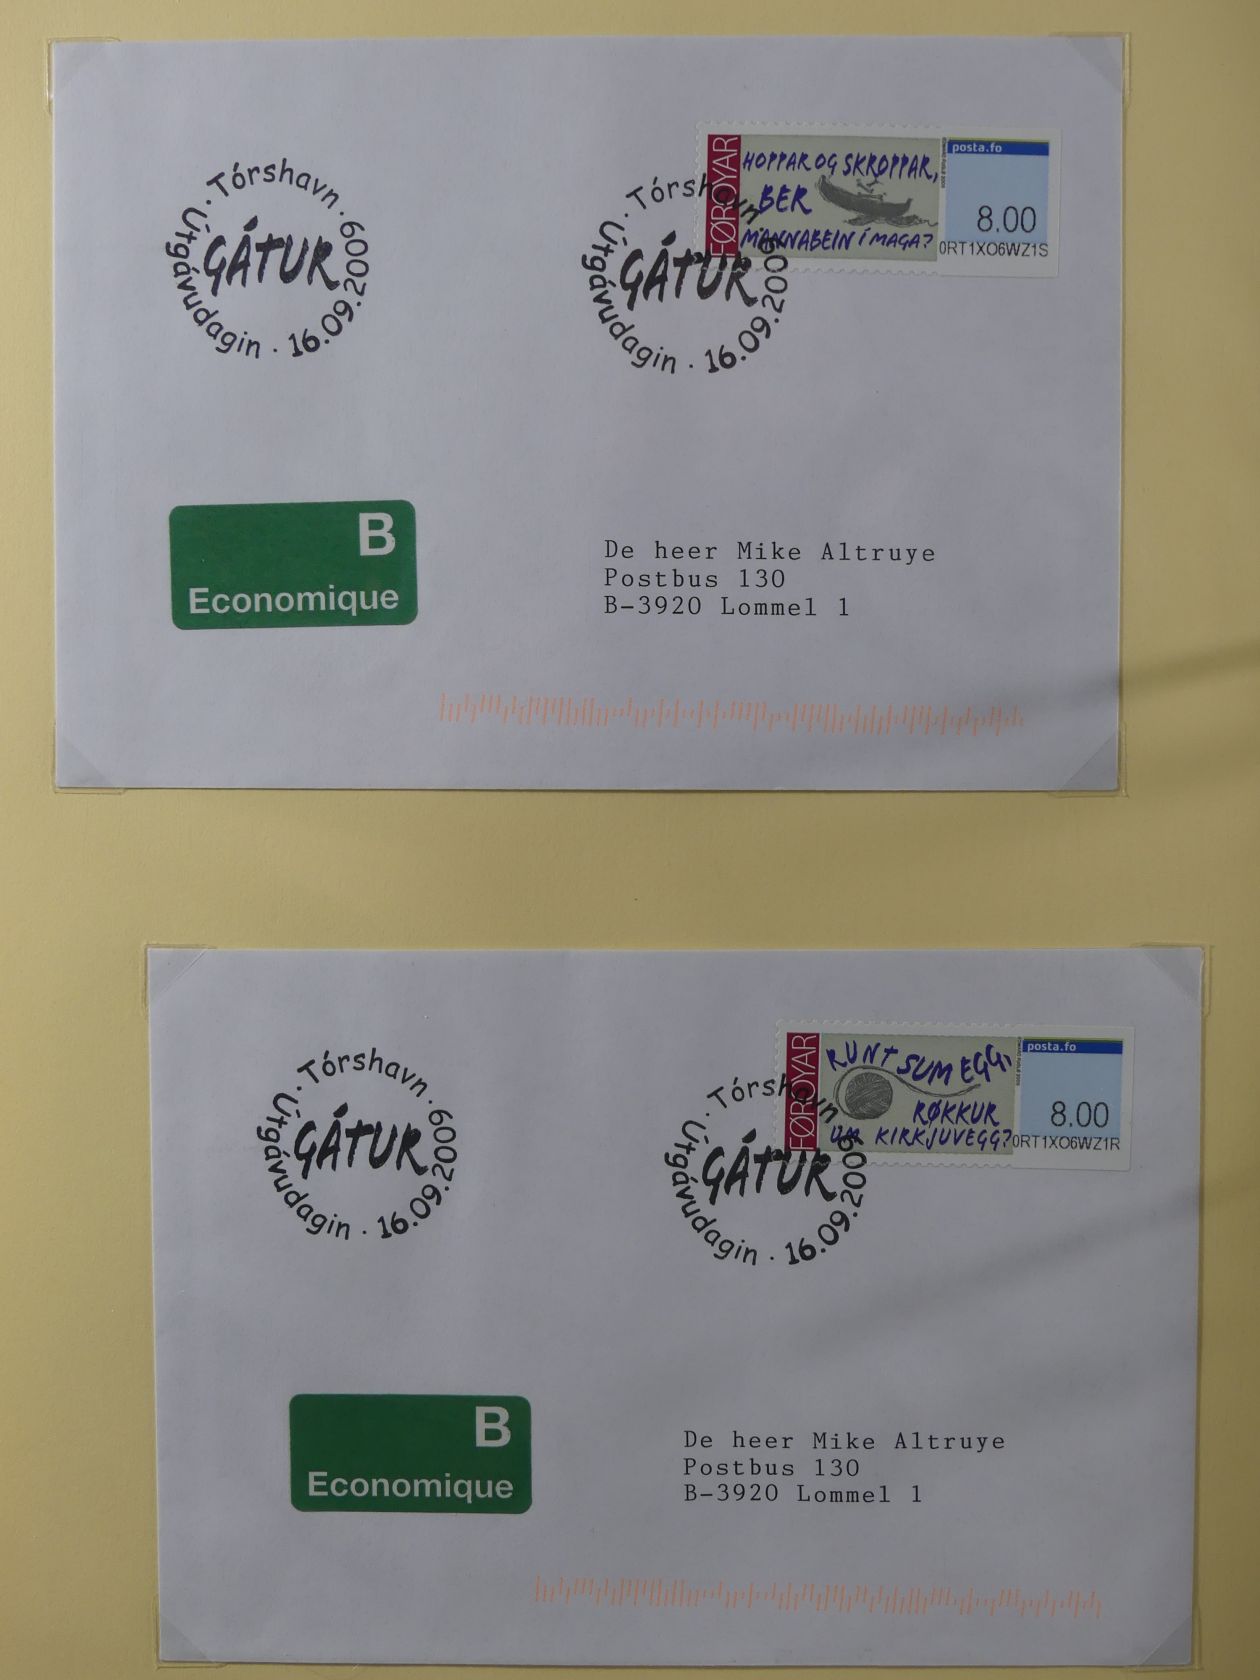 Tórshavn · 16.09.2009 · Útgávudagin ·
GÁTUR
Tórshavn · 16.09.2009 · Útgávudagin ·
GÁTUR
FØROYAR
HOPPAR OG SKROPPAR,
BER
MANNABEIN Í MAGA?
posta.fo
8.00
0RT1XO6WZ1S
B
Economique
De heer Mike Altruye
Postbus 130
B-3920 Lommel 1
Tórshavn · 16.09.2009 · Útgávudagin ·
GÁTUR
Tórshavn · 16.09.2009 · Útgávudagin ·
GÁTUR
FØROYAR
RUNT SUM EGG,
RØKKUR
UM KIRKJUVEGG?
posta.fo
8.00
0RT1XO6WZ1R
B
Economique
De heer Mike Altruye
Postbus 130
B-3920 Lommel 1